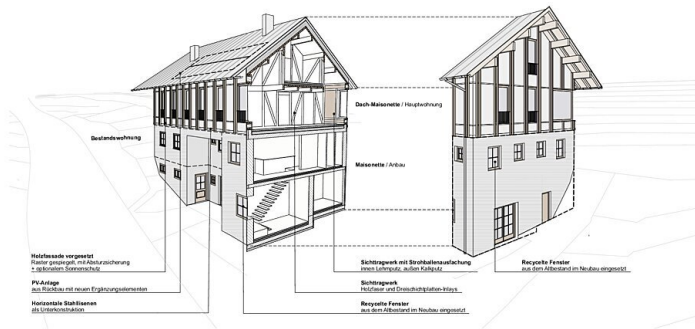 Dach-Maisonette / Hauptwohnung
Bestandswohnung
Maisonette / Anbau
Holzfassade vorgesetzt
Raster gespiegelt, mit Absturzsicherung
+ optionalem Sonnenschutz
PV-Anlage
aus Rückbau mit neuen Ergänzungselementen
Horizontale Stahllisenen
als Unterkonstruktion
Sichttragwerk mit Strohballenausfachung
innen Lehmputz, außen Kalkputz
Sichttragwerk
Holzfaser und Dreischichtplatten-Inlays
Recycelte Fenster
aus dem Altbestand im Neubau eingesetzt
Recycelte Fenster
aus dem Altbestand im Neubau eingesetzt